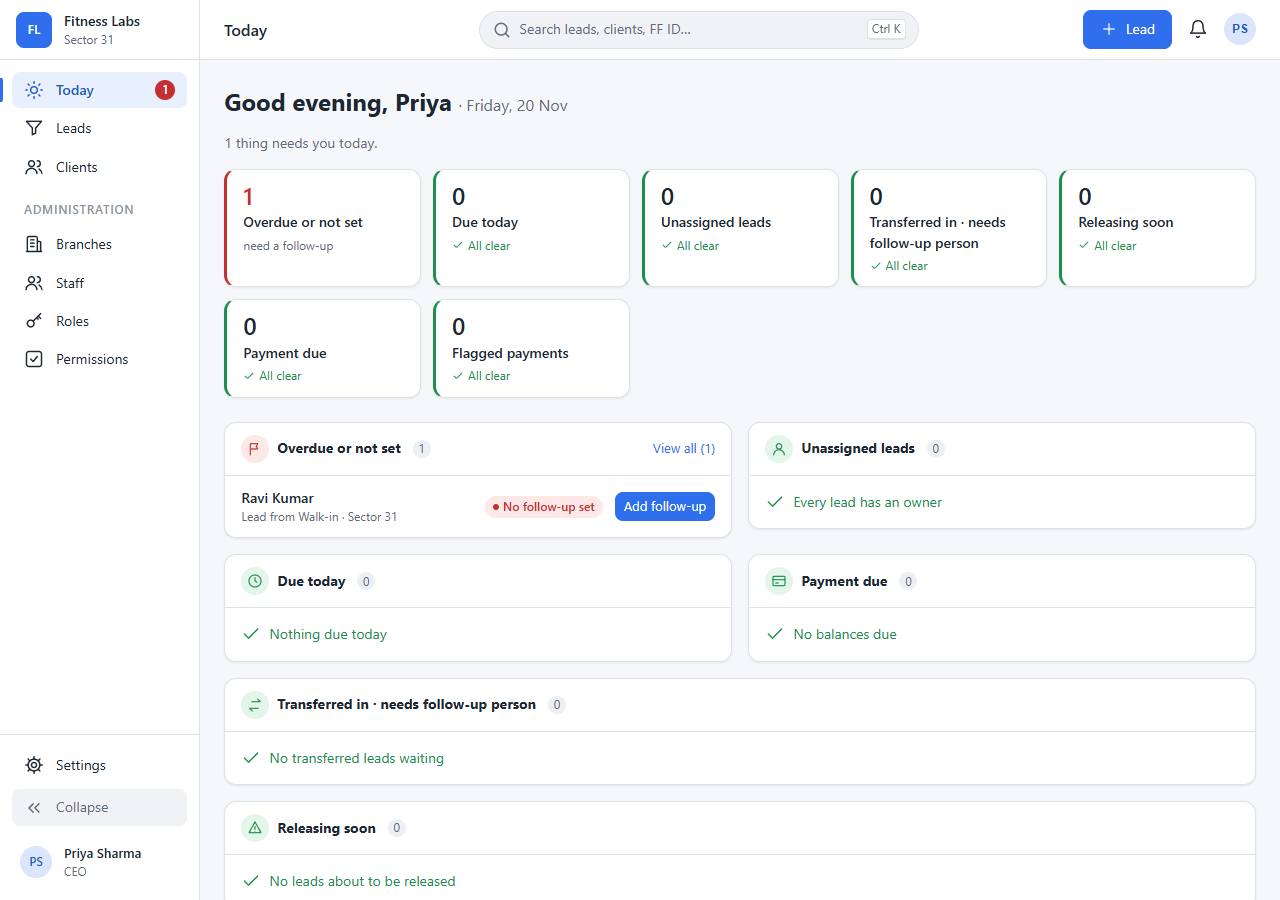 FL
Fitness Labs
Sector 31
Today
Search leads, clients, FF ID...
Ctrl K
Lead
PS
Today
1
Leads
Clients
ADMINISTRATION
Branches
Staff
Roles
Permissions
Settings
Collapse
PS
Priya Sharma
CEO
Good evening, Priya · Friday, 20 Nov
1 thing needs you today.
1
Overdue or not set
need a follow-up
0
Due today
All clear
0
Unassigned leads
All clear
0
Transferred in · needs
follow-up person
All clear
0
Releasing soon
All clear
0
Payment due
All clear
0
Flagged payments
All clear
Overdue or not set 1
View all (1)
Ravi Kumar
Lead from Walk-in · Sector 31
No follow-up set
Add follow-up
Unassigned leads 0
Every lead has an owner
Due today 0
Nothing due today
Payment due 0
No balances due
Transferred in · needs follow-up person 0
No transferred leads waiting
Releasing soon 0
No leads about to be released